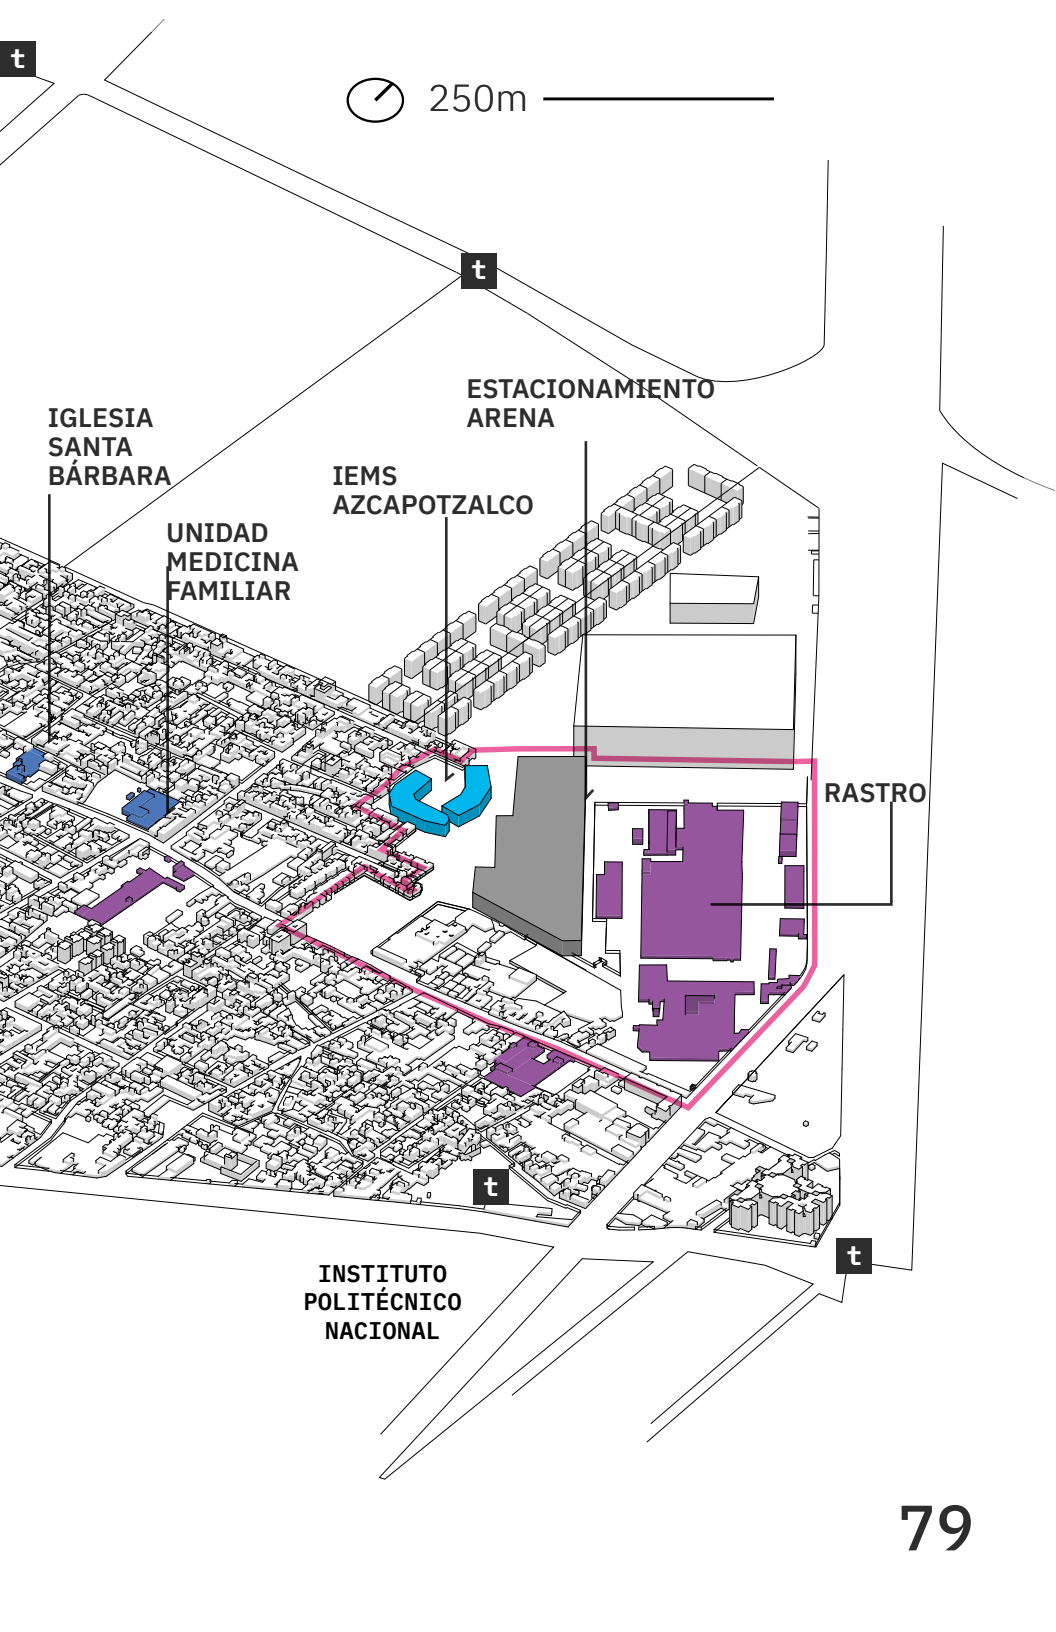 t
250m
t
ESTACIONAMIENTO
ARENA
IGLESIA
SANTA
BÁRBARA
IEMS
AZCAPOTZALCO
UNIDAD
MEDICINA
FAMILIAR
RASTRO
t
t
INSTITUTO
POLITÉCNICO
NACIONAL
79